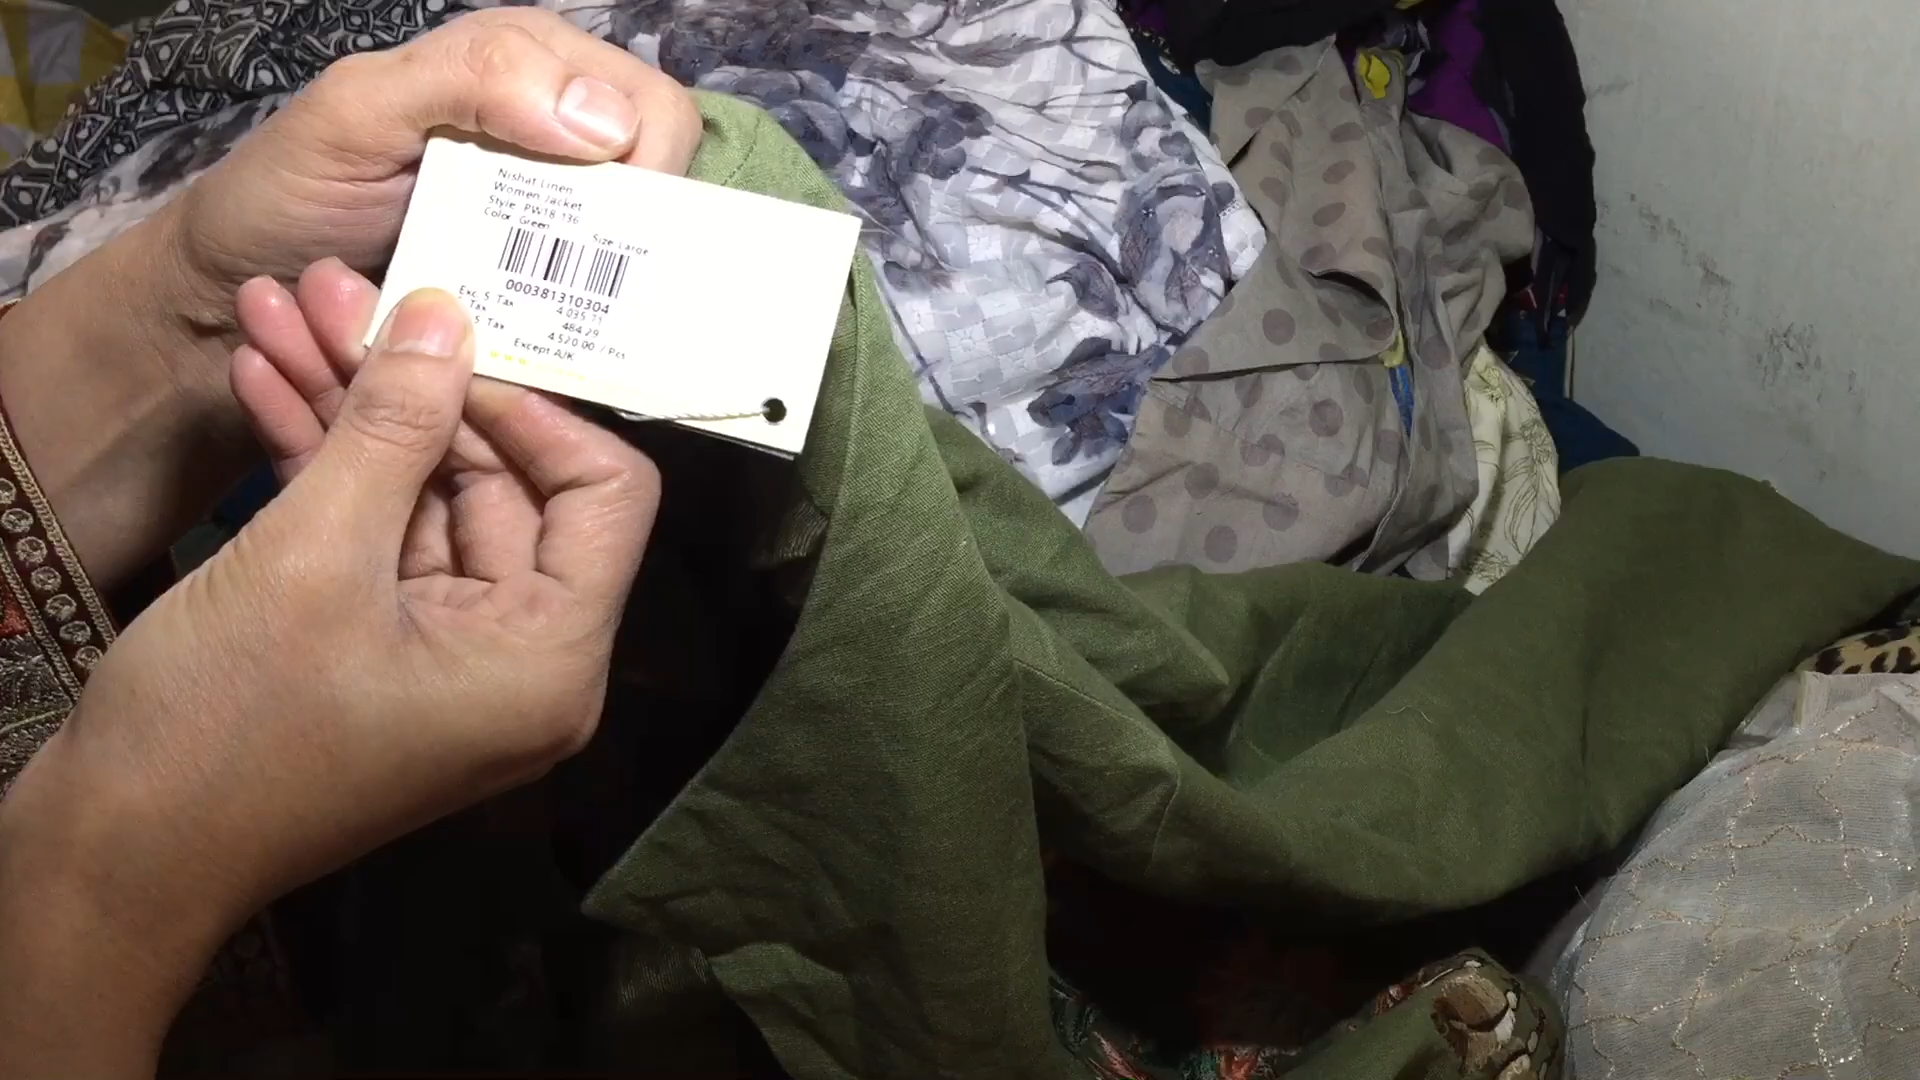 Nishat Linen
Women Jacket
Style PW18 136
Color Green
Size Large
000381310304
Exc. S. Tax 4 035.71
Tax 484.29
S Tax 4 520.00 / Pcs
Except AJK